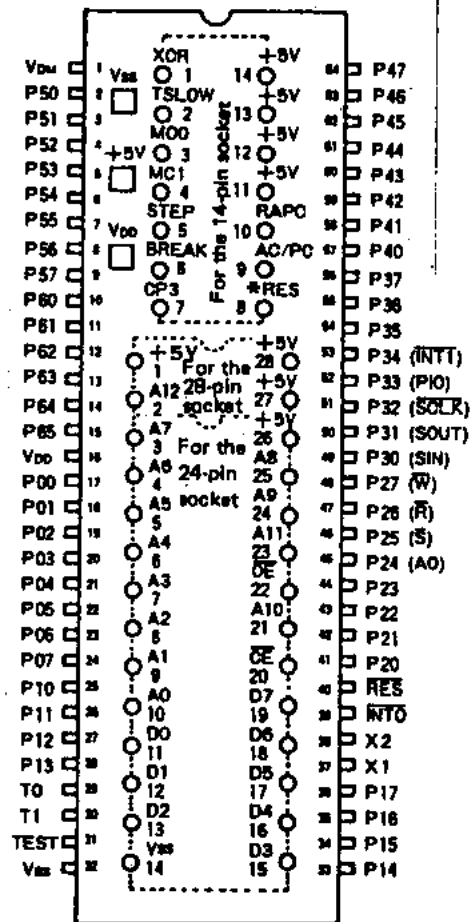 VDM 1
P50 2
P51 3
P52 4
P53 5
P54 6
P55 7
P56 8
P57 9
P60 10
P61 11
P62 12
P63 13
P64 14
P65 15
VDD 16
P00 17
P01 18
P02 19
P03 20
P04 21
P05 22
P06 23
P07 24
P10 25
P11 26
P12 27
P13 28
T0 29
T1 30
TEST 31
VSS 32
VSS
+5V
VDD
XCR
1
TSLOW
2
MOD
3
MC1
4
STEP
5
BREAK
6
CP3
7
For the 14-pin socket
+5V
14
+5V
13
+5V
12
+5V
11
RAPC
10
AC/PC
9
*RES
8
+5V
1
A12
2
A7
3
A6
4
A5
5
A4
6
A3
7
A2
8
A1
9
A0
10
D0
11
D1
12
D2
13
VSS
14
For the
28-pin
socket
For the
24-pin
socket
+5V
28
+5V
27
+5V
26
A8
25
A9
24
A11
23
O̅E̅
22
A10
21
C̅E̅
20
D7
19
D6
18
D5
17
D4
16
D3
15
64 P47
63 P46
62 P45
61 P44
60 P43
59 P42
58 P41
57 P40
56 P37
55 P36
54 P35
53 P34 (I̅N̅T̅1̅)
52 P33 (PIO)
51 P32 (S̅C̅L̅K̅)
50 P31 (SOUT)
49 P30 (SIN)
48 P27 (W̅)
47 P26 (R̅)
46 P25 (S̅)
45 P24 (A0)
44 P23
43 P22
42 P21
41 P20
40 R̅E̅S̅
39 I̅N̅T̅0̅
38 X2
37 X1
36 P17
35 P16
34 P15
33 P14